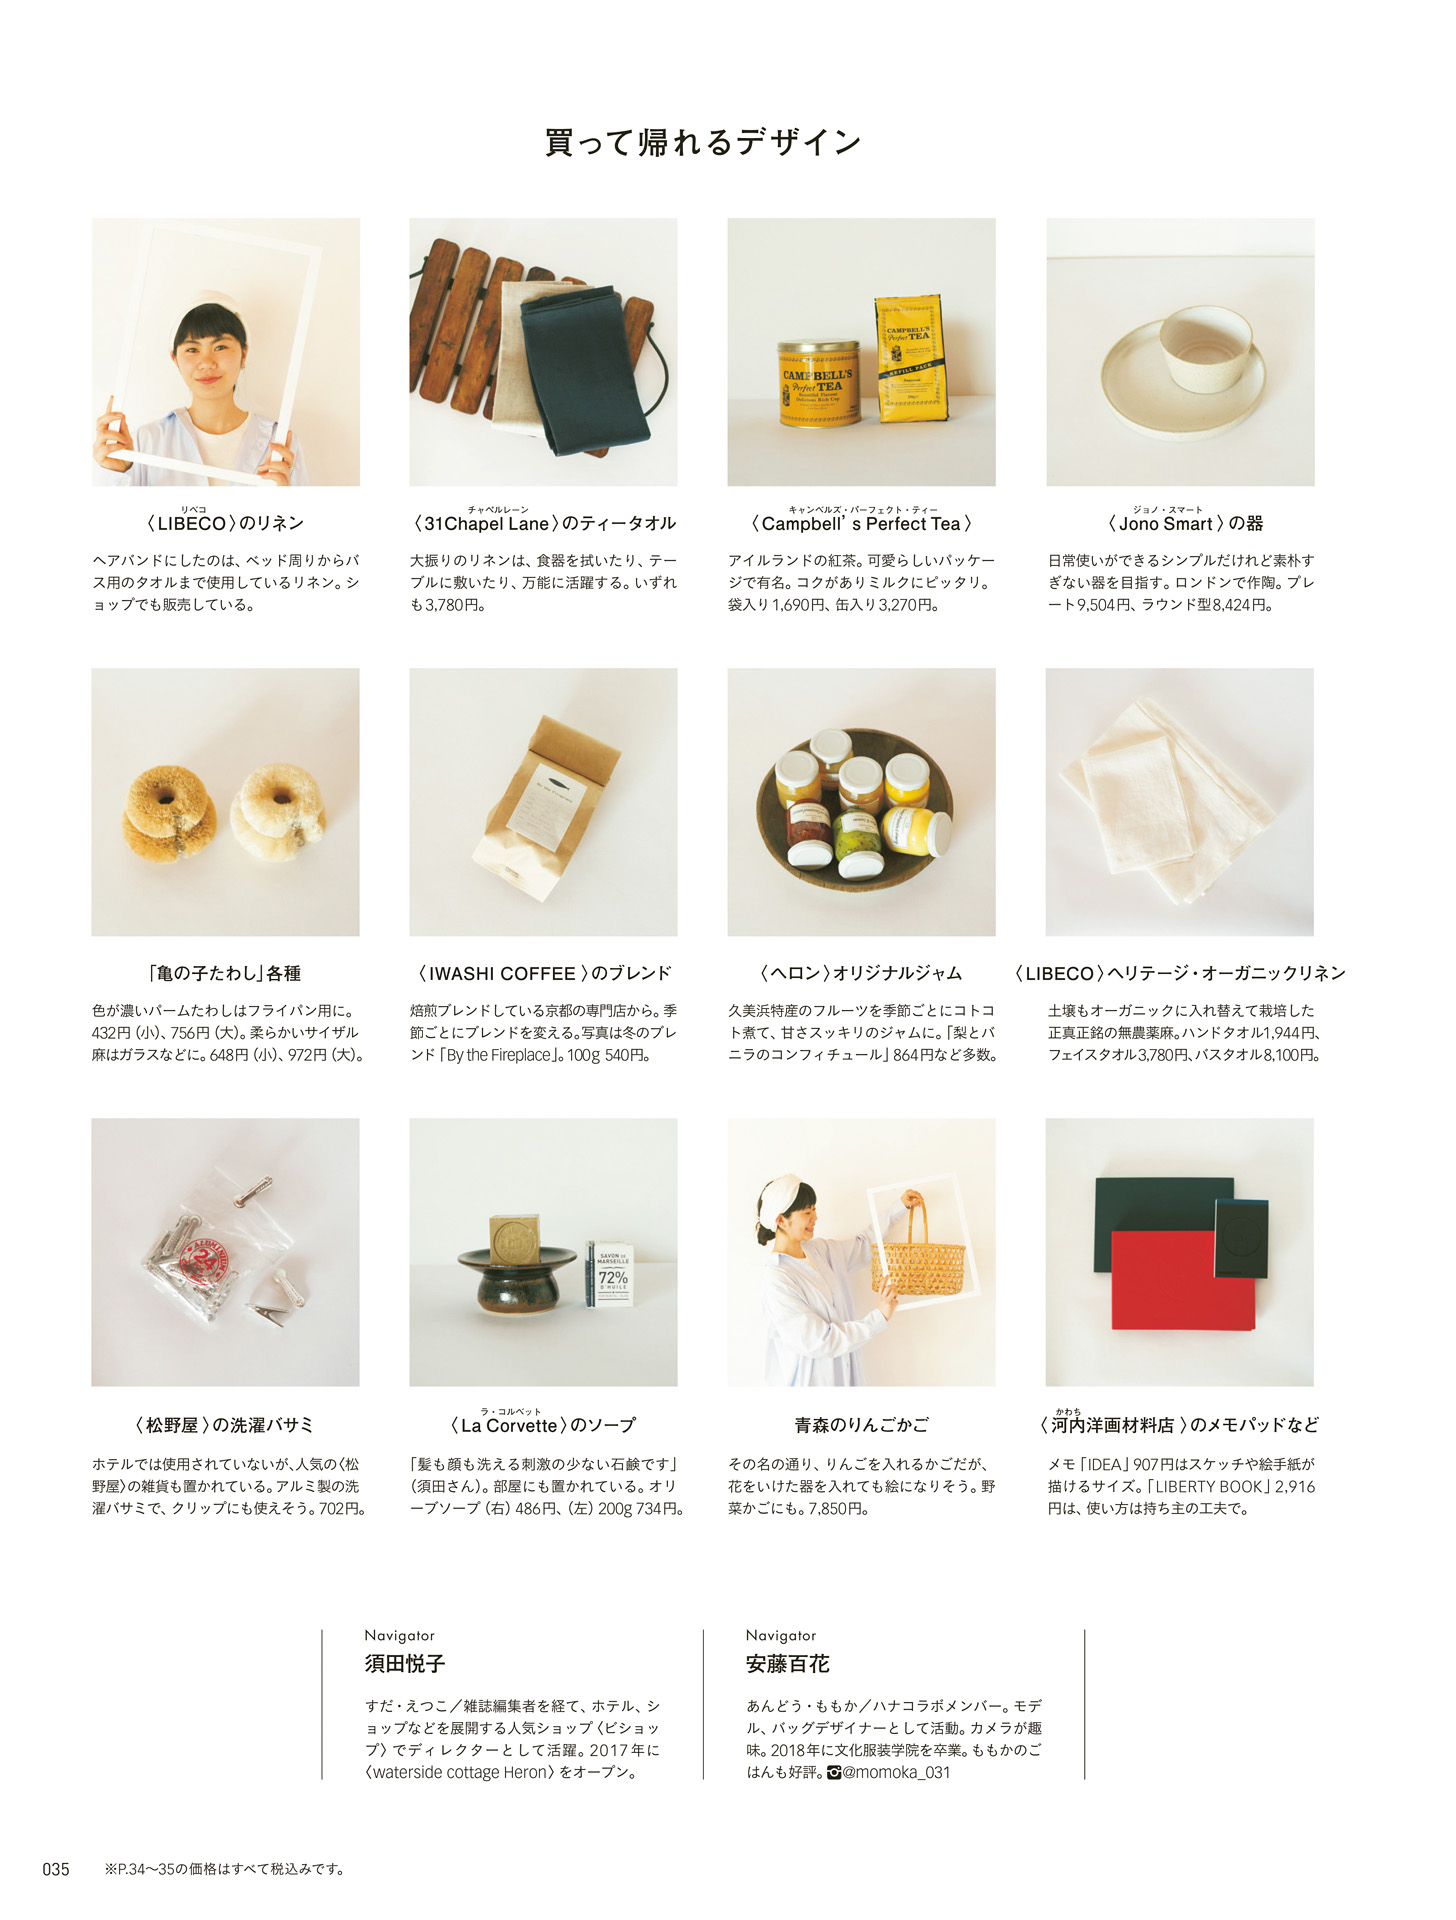 買って帰れるデザイン
CAMPBELL'S
Perfect TEA
Beautiful Flavour
Delicious Rich Cup
CAMPBELL'S
Perfect TEA
REFILL PACK
リベコ
〈LIBECO〉のリネン
ヘアバンドにしたのは、ベッド周りからバ
ス用のタオルまで使用しているリネン。シ
ョップでも販売している。
チャペルレーン
〈31Chapel Lane〉のティータオル
大振りのリネンは、食器を拭いたり、テー
ブルに敷いたり、万能に活躍する。いずれ
も3,780円。
キャンベルズ・パーフェクト・ティー
〈Campbell’s Perfect Tea〉
アイルランドの紅茶。可愛らしいパッケー
ジで有名。コクがありミルクにピッタリ。
袋入り1,690円、缶入り3,270円。
ジョノ・スマート
〈Jono Smart〉の器
日常使いができるシンプルだけれど素朴す
ぎない器を目指す。ロンドンで作陶。プレ
ート9,504円、ラウンド型8,424円。
By the Fireplace
「亀の子たわし」各種
色が濃いパームたわしはフライパン用に。
432円（小）、756円（大）。柔らかいサイザル
麻はガラスなどに。648円（小）、972円（大）。
〈IWASHI COFFEE〉のブレンド
焙煎ブレンドしている京都の専門店から。季
節ごとにブレンドを変える。写真は冬のブレ
ンド「By the Fireplace」。100g 540円。
〈ヘロン〉オリジナルジャム
久美浜特産のフルーツを季節ごとにコトコ
ト煮て、甘さスッキリのジャムに。「梨とバ
ニラのコンフィチュール」864円など多数。
〈LIBECO〉ヘリテージ・オーガニックリネン
土壌もオーガニックに入れ替えて栽培した
正真正銘の無農薬麻。ハンドタオル1,944円、
フェイスタオル3,780円、バスタオル8,100円。
ALUMINIUM
24
SAVON DE
MARSEILLE
72%
D'HUILE
〈松野屋〉の洗濯バサミ
ホテルでは使用されていないが、人気の〈松
野屋〉の雑貨も置かれている。アルミ製の洗
濯バサミで、クリップにも使えそう。702円。
ラ・コルベット
〈La Corvette〉のソープ
「髪も顔も洗える刺激の少ない石鹸です」
（須田さん）。部屋にも置かれている。オリ
ーブソープ（右）486円、（左）200g 734円。
青森のりんごかご
その名の通り、りんごを入れるかごだが、
花をいけた器を入れても絵になりそう。野
菜かごにも。7,850円。
かわち
〈河内洋画材料店〉のメモパッドなど
メモ「IDEA」907円はスケッチや絵手紙が
描けるサイズ。「LIBERTY BOOK」2,916
円は、使い方は持ち主の工夫で。
Navigator
須田悦子
すだ・えつこ／雑誌編集者を経て、ホテル、シ
ョップなどを展開する人気ショップ〈ビショッ
プ〉でディレクターとして活躍。2017年に
〈waterside cottage Heron〉をオープン。
Navigator
安藤百花
あんどう・ももか／ハナコラボメンバー。モデ
ル、バッグデザイナーとして活動。カメラが趣
味。2018年に文化服装学院を卒業。ももかのご
はんも好評。@momoka_031
035
※P.34〜35の価格はすべて税込みです。